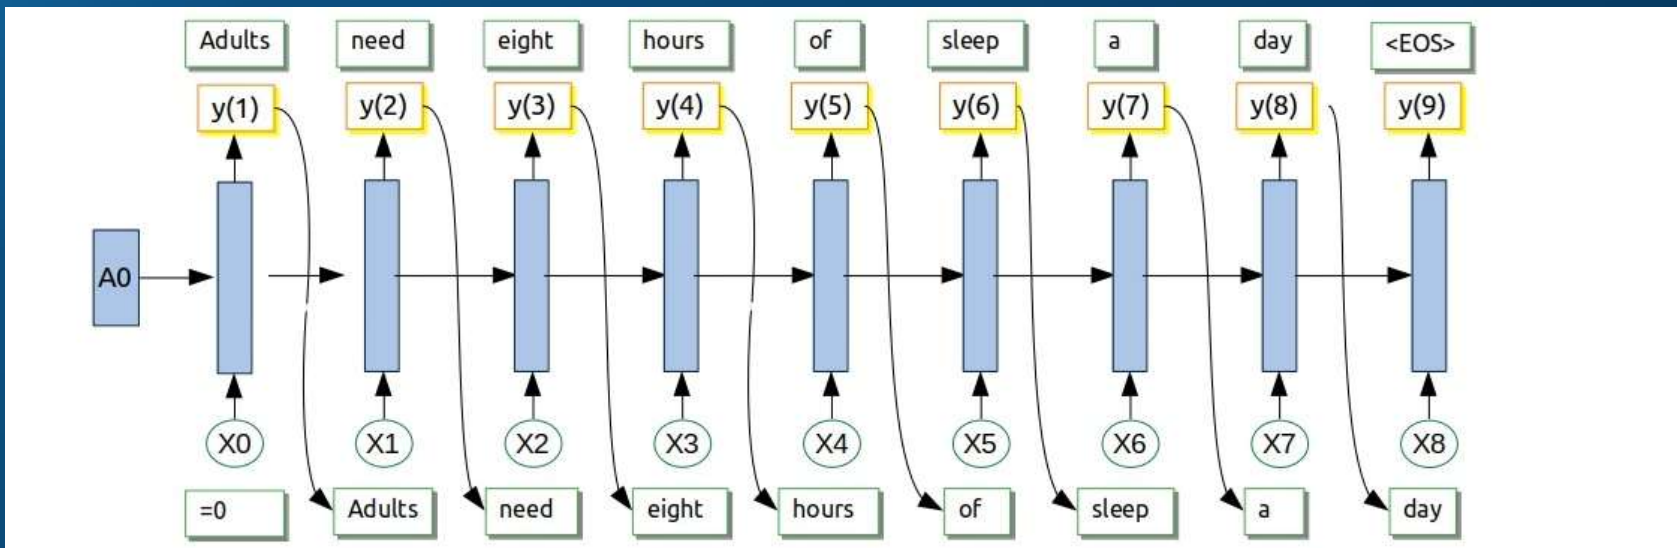 Adults need eight hours of sleep a day <EOS>
y(1) y(2) y(3) y(4) y(5) y(6) y(7) y(8) y(9)
A0
X0 X1 X2 X3 X4 X5 X6 X7 X8
=0 Adults need eight hours of sleep a day